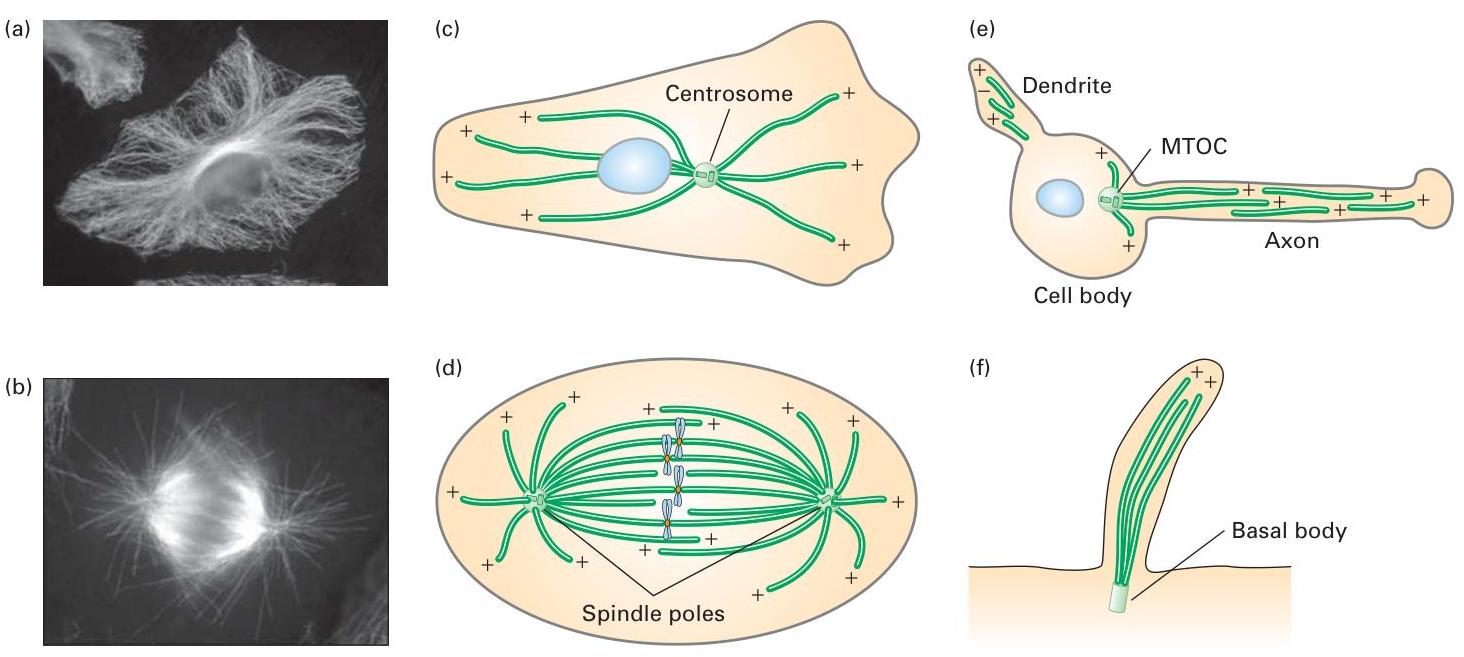 (a)
(c)
Centrosome
+
+
+
+
+
+
+
(e)
+
−
+
Dendrite
+
MTOC
+
+
+
+
+
+
Axon
Cell body
(b)
(d)
+
+
+
+
+
+
+
+
+
+
+
+
+
+
Spindle poles
(f)
+
+
Basal body